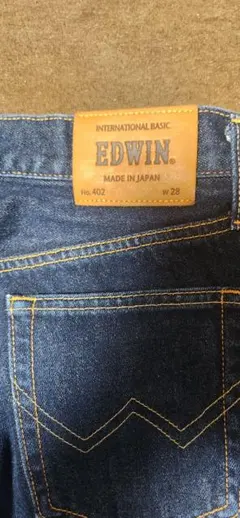 INTERNATIONAL BASIC
EDWIN®
MADE IN JAPAN
No. 402 W 28